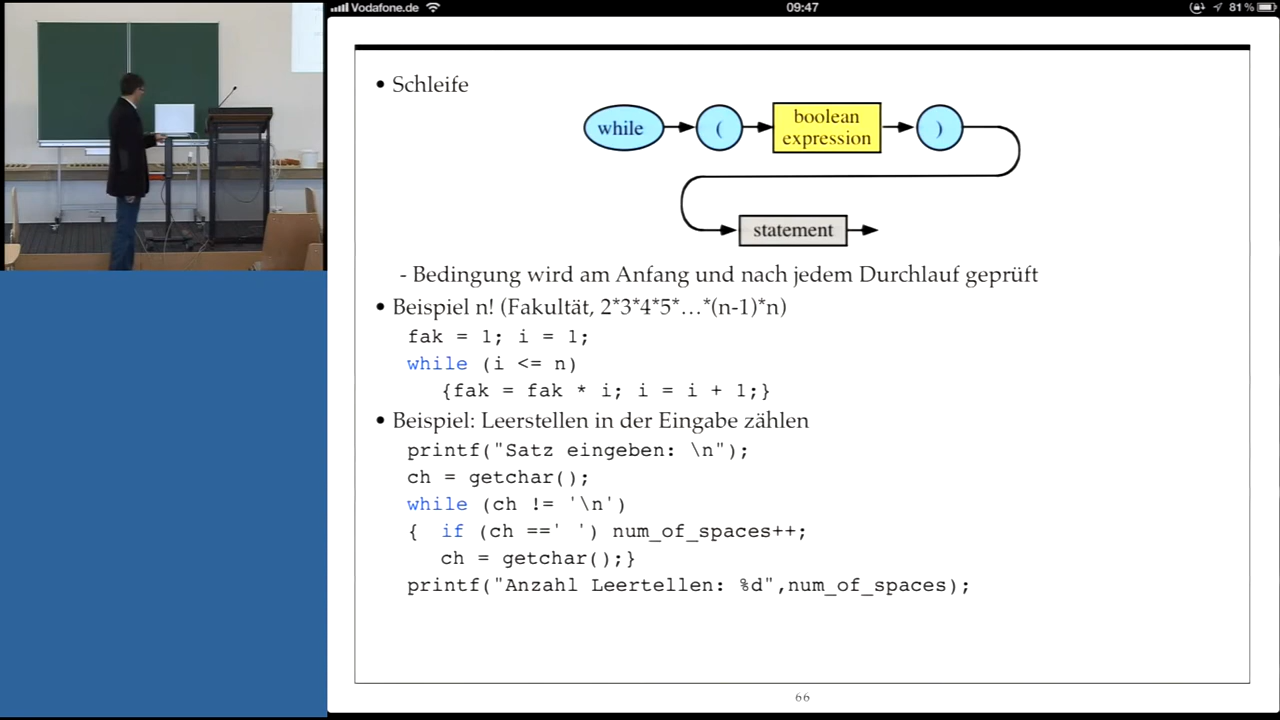 Vodafone.de 09:47 81 %
• Schleife
while ( boolean expression )
statement
- Bedingung wird am Anfang und nach jedem Durchlauf geprüft
• Beispiel n! (Fakultät, 2*3*4*5*…*(n-1)*n)
fak = 1; i = 1;
while (i <= n)
{fak = fak * i; i = i + 1;}
• Beispiel: Leerstellen in der Eingabe zählen
printf("Satz eingeben: \n");
ch = getchar();
while (ch != '\n')
{ if (ch ==' ') num_of_spaces++;
ch = getchar();}
printf("Anzahl Leertellen: %d",num_of_spaces);
66